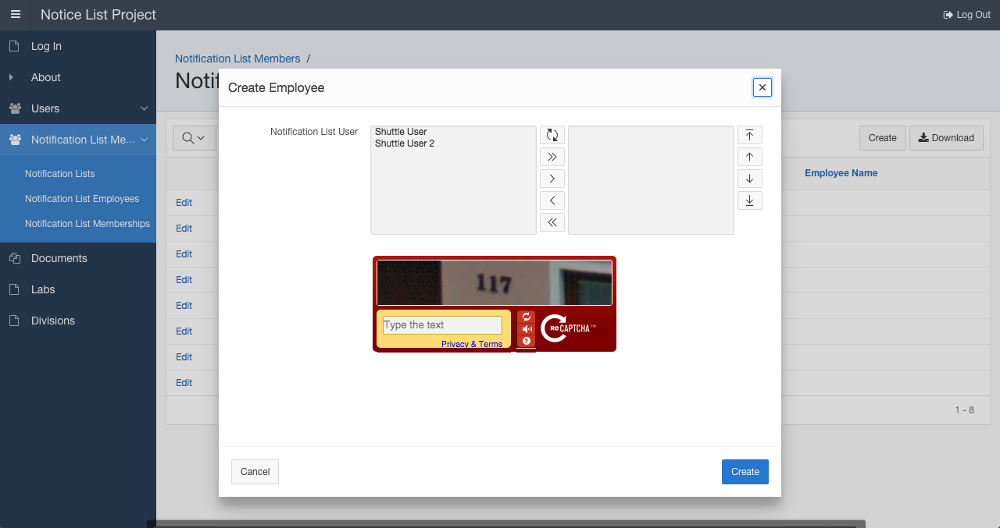 Notice List Project
Log Out
Log In
About
Users
Notification List Me...
Notification Lists
Notification List Employees
Notification List Memberships
Documents
Labs
Divisions
Notification List Members /
Notif
Create
Download
Employee Name
Edit
Edit
Edit
Edit
Edit
Edit
Edit
Edit
1 - 8
Create Employee
Notification List User
Shuttle User
Shuttle User 2
117
Type the text
Privacy & Terms
RE CAPTCHA™
Cancel
Create